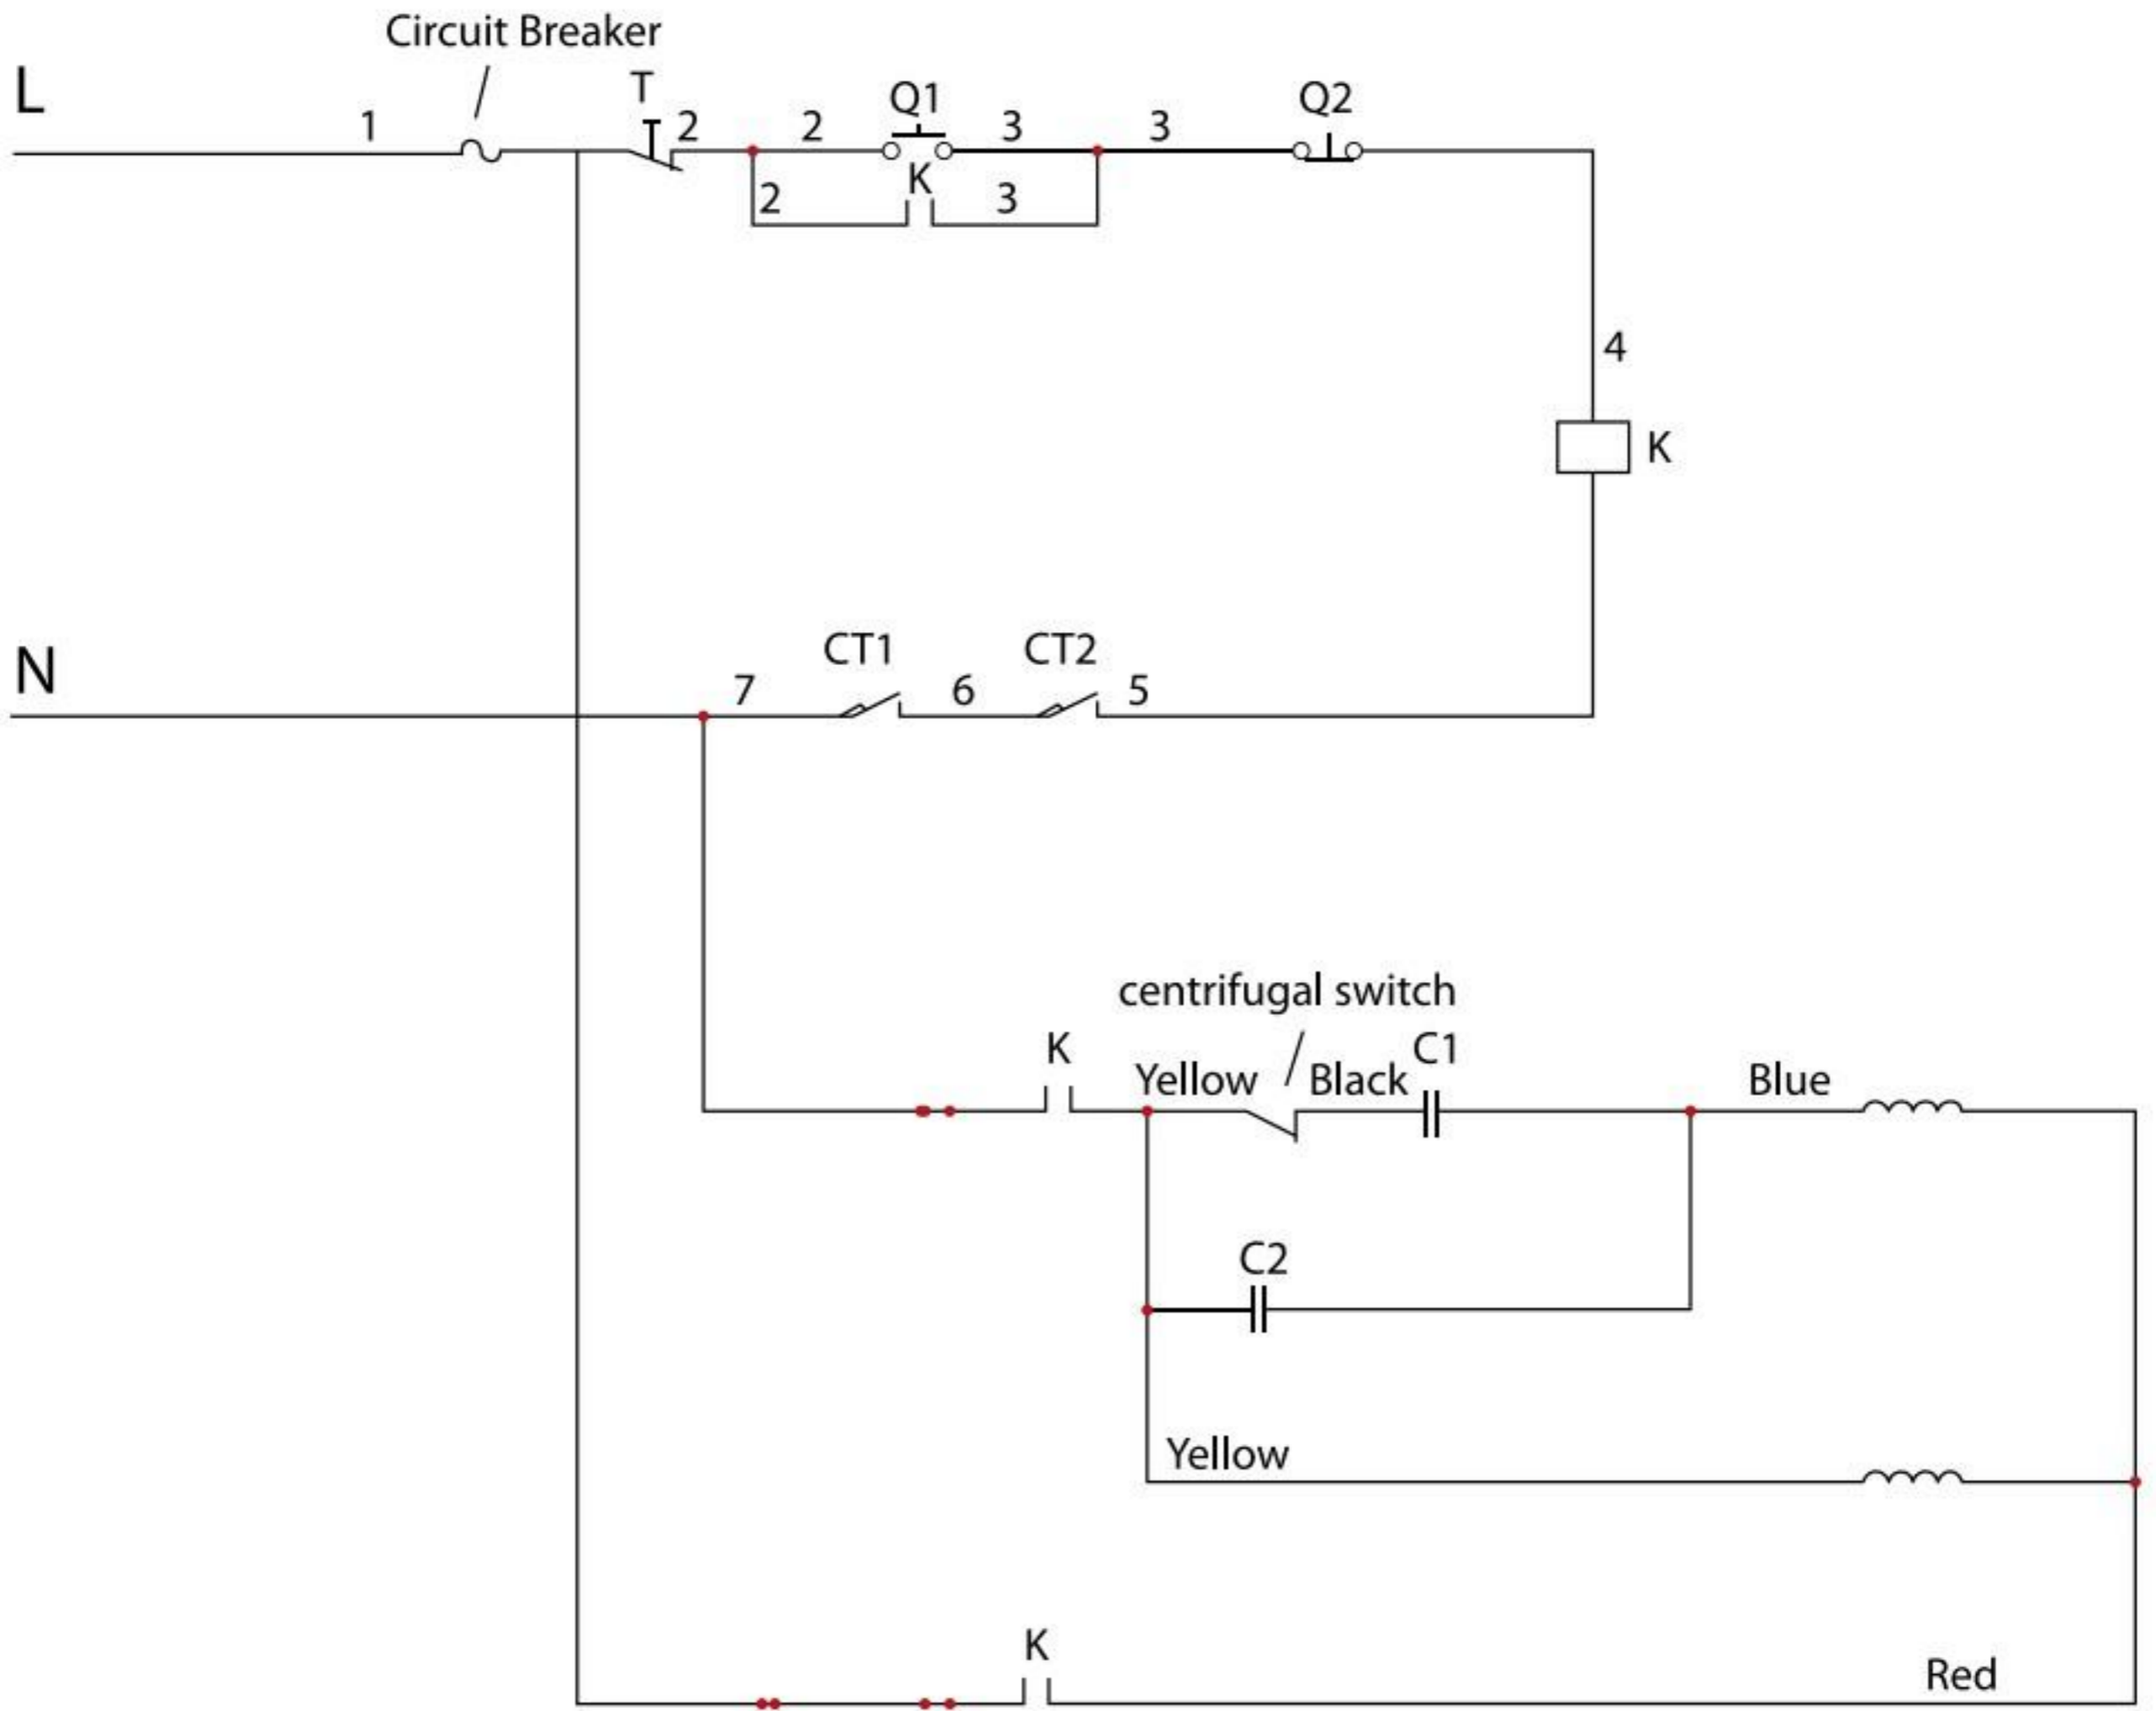 Circuit Breaker
L
T
Q1
Q2
1
2
2
3
3
K
2
3
4
K
N
CT1
CT2
7
6
5
centrifugal switch
K
C1
Yellow
Black
Blue
C2
Yellow
K
Red